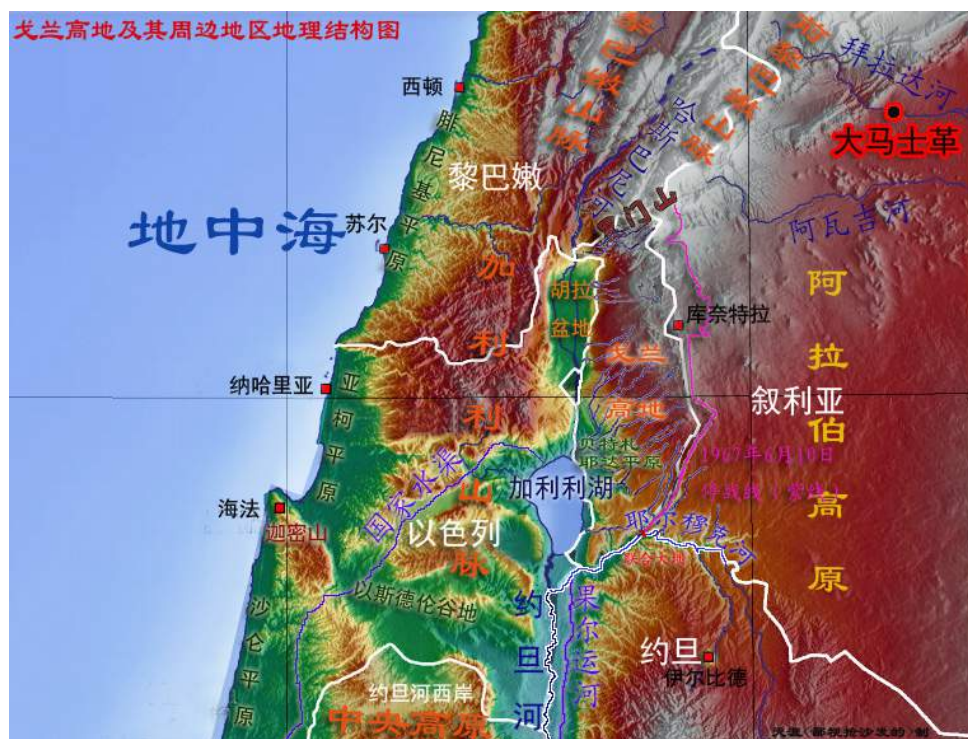 戈兰高地及其周边地区地理结构图
西顿
腓尼基平原
黎巴嫩
黎巴嫩山脉
前黎巴嫩山脉
哈斯巴尼河
拜拉达河
大马士革
阿瓦吉河
地中海
苏尔
加利利山脉
胡拉
盆地
库奈特拉
戈兰
高地
阿拉伯高原
叙利亚
纳哈里亚
亚柯平原
贝特札
耶达平原
1967年6月10日
停战线(紫线)
加利利湖
国家水渠
海法
迦密山
以色列
耶尔穆克河
以斯德伦谷地
沙仑平原
约旦河
果尔运河
约旦
伊尔比德
约旦河西岸
中央高原